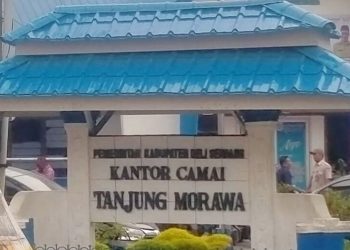 PEMERINTAH KABUPATEN DELI SERDANG
KANTOR CAMAT
TANJUNG MORAWA